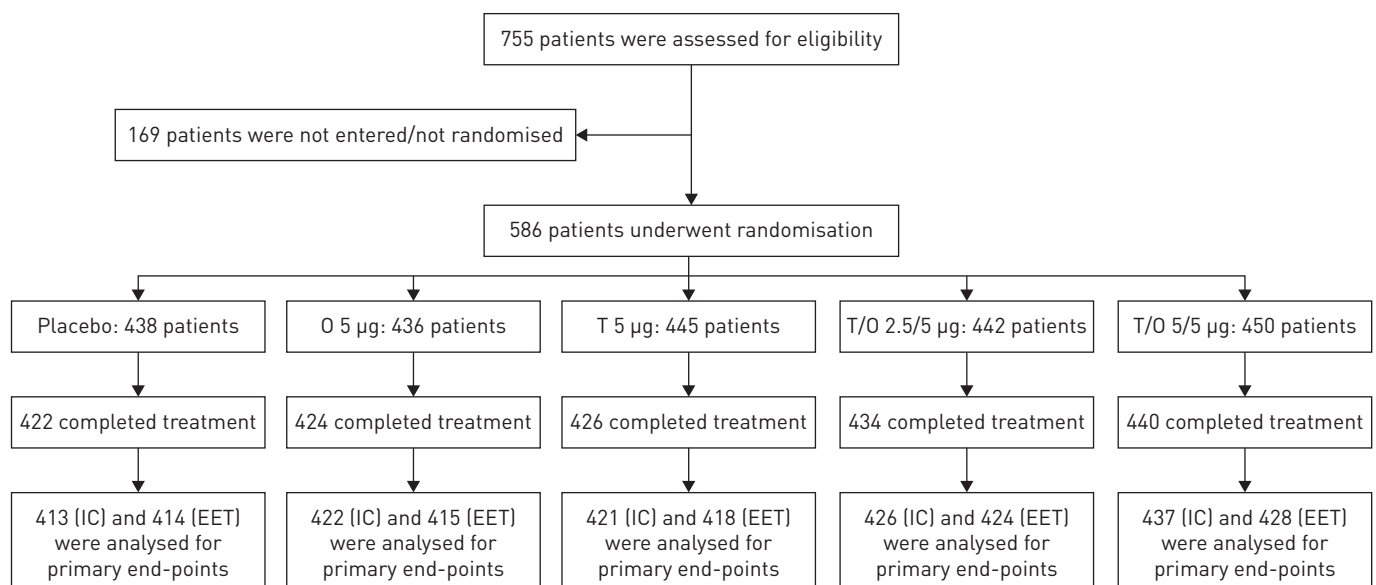 755 patients were assessed for eligibility
169 patients were not entered/not randomised
586 patients underwent randomisation
Placebo: 438 patients
O 5 µg: 436 patients
T 5 µg: 445 patients
T/O 2.5/5 µg: 442 patients
T/O 5/5 µg: 450 patients
422 completed treatment
424 completed treatment
426 completed treatment
434 completed treatment
440 completed treatment
413 (IC) and 414 (EET)
were analysed for
primary end-points
422 (IC) and 415 (EET)
were analysed for
primary end-points
421 (IC) and 418 (EET)
were analysed for
primary end-points
426 (IC) and 424 (EET)
were analysed for
primary end-points
437 (IC) and 428 (EET)
were analysed for
primary end-points